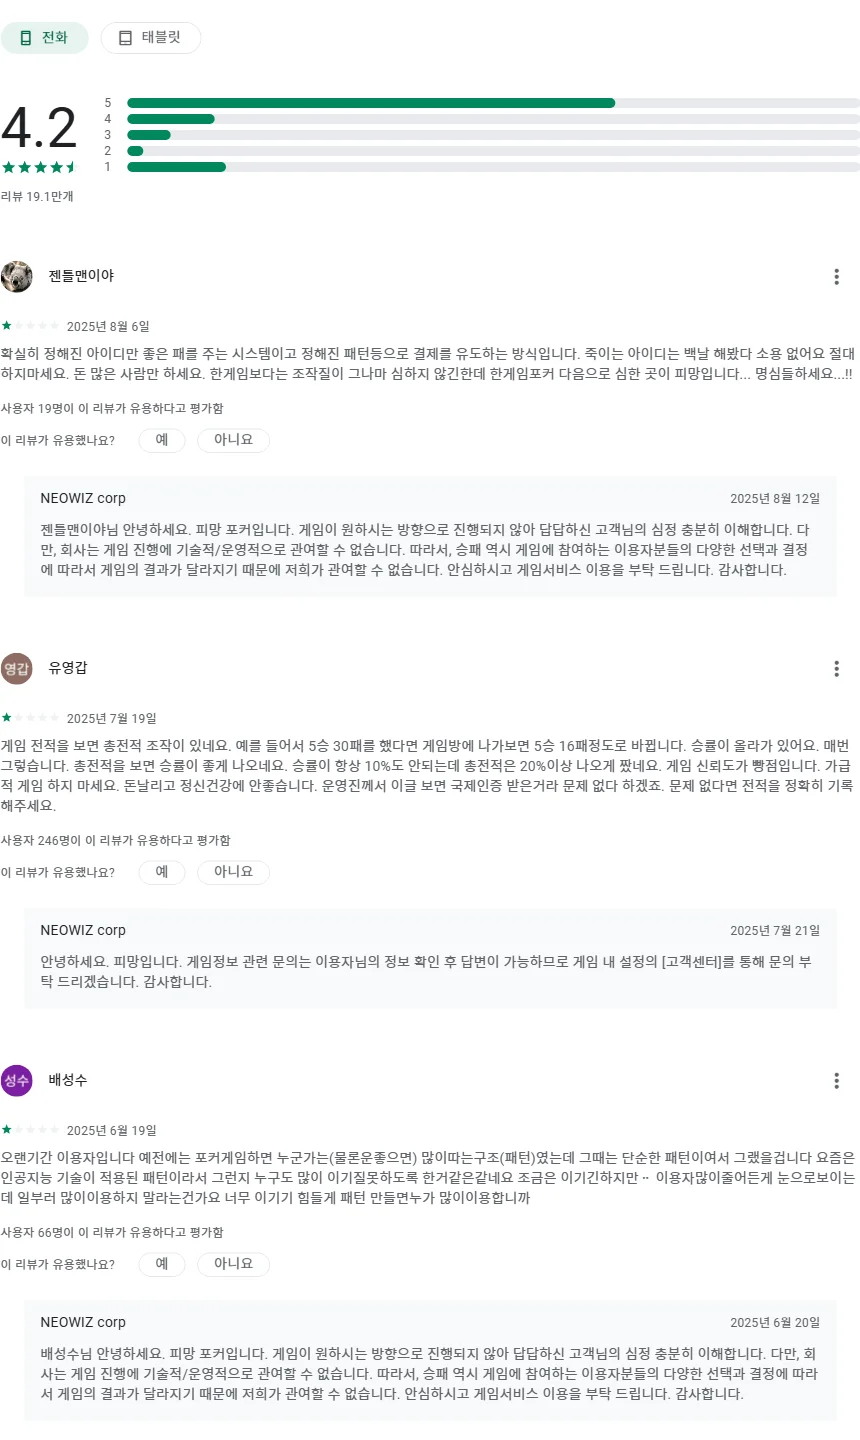 전화
태블릿
4.2
5
4
3
2
1
리뷰 19.1만개
젠틀맨이야
2025년 8월 6일
확실히 정해진 아이디만 좋은 패를 주는 시스템이고 정해진 패턴등으로 결제를 유도하는 방식입니다. 죽이는 아이디는 백날 해봤다 소용 없어요 절대
하지마세요. 돈 많은 사람만 하세요. 한게임보다는 조작질이 그나마 심하지 않긴한데 한게임포커 다음으로 심한 곳이 피망입니다... 명심들하세요...!!
사용자 19명이 이 리뷰가 유용하다고 평가함
이 리뷰가 유용했나요?
예
아니요
NEOWIZ corp
2025년 8월 12일
젠틀맨이야님 안녕하세요. 피망 포커입니다. 게임이 원하시는 방향으로 진행되지 않아 답답하신 고객님의 심정 충분히 이해합니다. 다
만, 회사는 게임 진행에 기술적/운영적으로 관여할 수 없습니다. 따라서, 승패 역시 게임에 참여하는 이용자분들의 다양한 선택과 결정
에 따라서 게임의 결과가 달라지기 때문에 저희가 관여할 수 없습니다. 안심하시고 게임서비스 이용을 부탁 드립니다. 감사합니다.
영갑
유영갑
2025년 7월 19일
게임 전적을 보면 총전적 조작이 있네요. 예를 들어서 5승 30패를 했다면 게임방에 나가보면 5승 16패정도로 바뀝니다. 승률이 올라가 있어요. 매번
그렇습니다. 총전적을 보면 승률이 좋게 나오네요. 승률이 항상 10%도 안되는데 총전적은 20%이상 나오게 짰네요. 게임 신뢰도가 빵점입니다. 가급
적 게임 하지 마세요. 돈날리고 정신건강에 안좋습니다. 운영진께서 이글 보면 국제인증 받은거라 문제 없다 하겠죠. 문제 없다면 전적을 정확히 기록
해주세요.
사용자 246명이 이 리뷰가 유용하다고 평가함
이 리뷰가 유용했나요?
예
아니요
NEOWIZ corp
2025년 7월 21일
안녕하세요. 피망입니다. 게임정보 관련 문의는 이용자님의 정보 확인 후 답변이 가능하므로 게임 내 설정의 [고객센터]를 통해 문의 부
탁 드리겠습니다. 감사합니다.
성수
배성수
2025년 6월 19일
오랜기간 이용자입니다 예전에는 포커게임하면 누군가는(물론운좋으면) 많이따는구조(패턴)였는데 그때는 단순한 패턴이여서 그랬을겁니다 요즘은
인공지능 기술이 적용된 패턴이라서 그런지 누구도 많이 이기질못하도록 한거같은같네요 조금은 이기긴하지만 ᆢ 이용자많이줄어든게 눈으로보이는
데 일부러 많이이용하지 말라는건가요 너무 이기기 힘들게 패턴 만들면누가 많이이용합니까
사용자 66명이 이 리뷰가 유용하다고 평가함
이 리뷰가 유용했나요?
예
아니요
NEOWIZ corp
2025년 6월 20일
배성수님 안녕하세요. 피망 포커입니다. 게임이 원하시는 방향으로 진행되지 않아 답답하신 고객님의 심정 충분히 이해합니다. 다만, 회
사는 게임 진행에 기술적/운영적으로 관여할 수 없습니다. 따라서, 승패 역시 게임에 참여하는 이용자분들의 다양한 선택과 결정에 따라
서 게임의 결과가 달라지기 때문에 저희가 관여할 수 없습니다. 안심하시고 게임서비스 이용을 부탁 드립니다. 감사합니다.